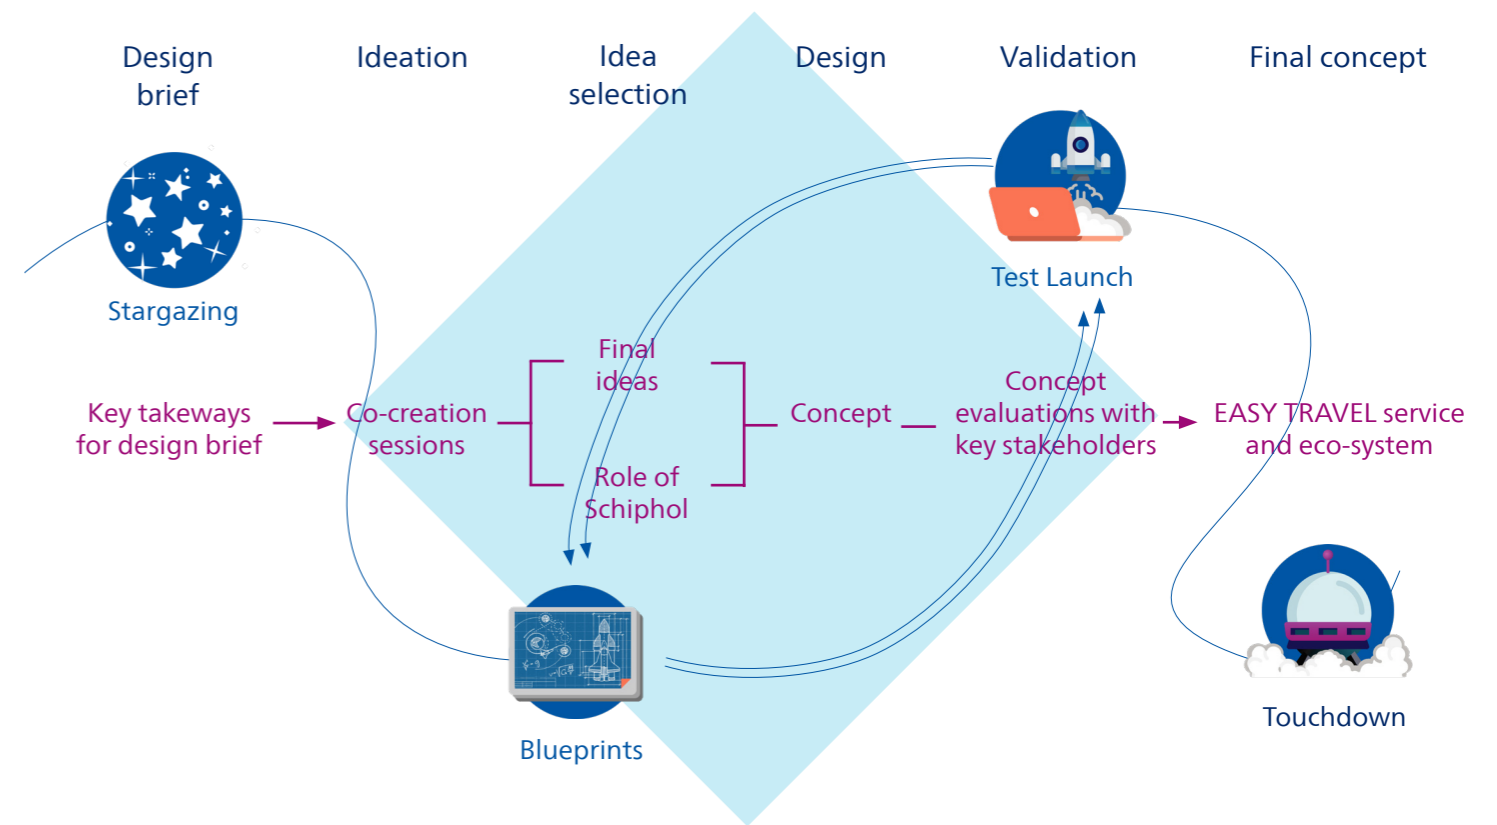 Design
brief
Ideation
Idea
selection
Design
Validation
Final concept
Stargazing
Test Launch
Key takeways
for design brief
Co-creation
sessions
Final
ideas
Role of
Schiphol
Concept
Concept
evaluations with
key stakeholders
EASY TRAVEL service
and eco-system
Blueprints
Touchdown